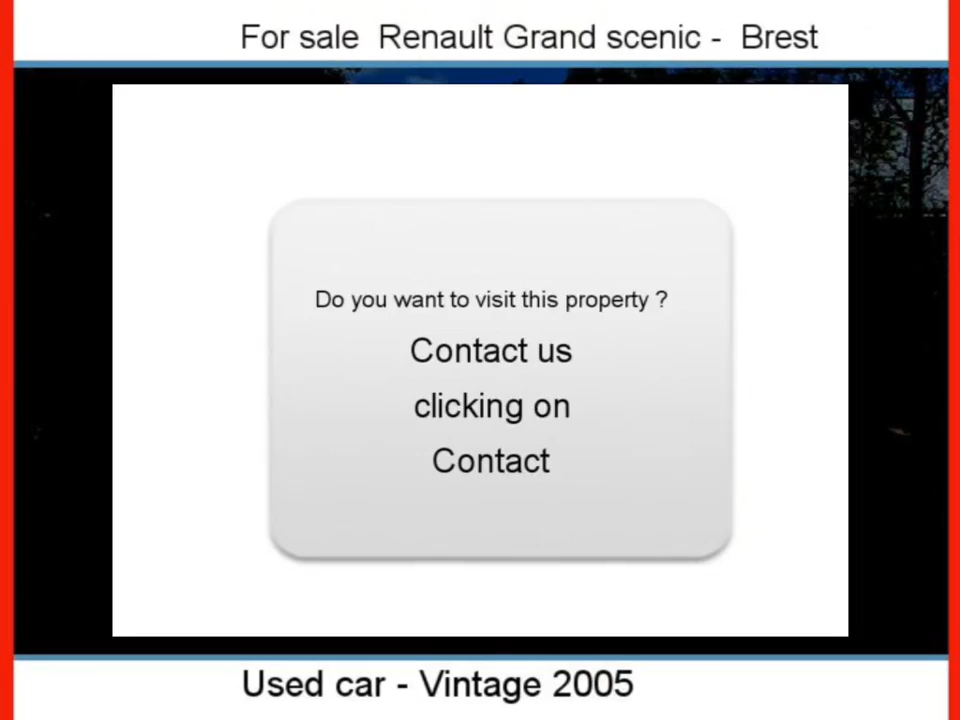 For sale Renault Grand scenic - Brest
Do you want to visit this property ?
Contact us
clicking on
Contact
Used car - Vintage 2005